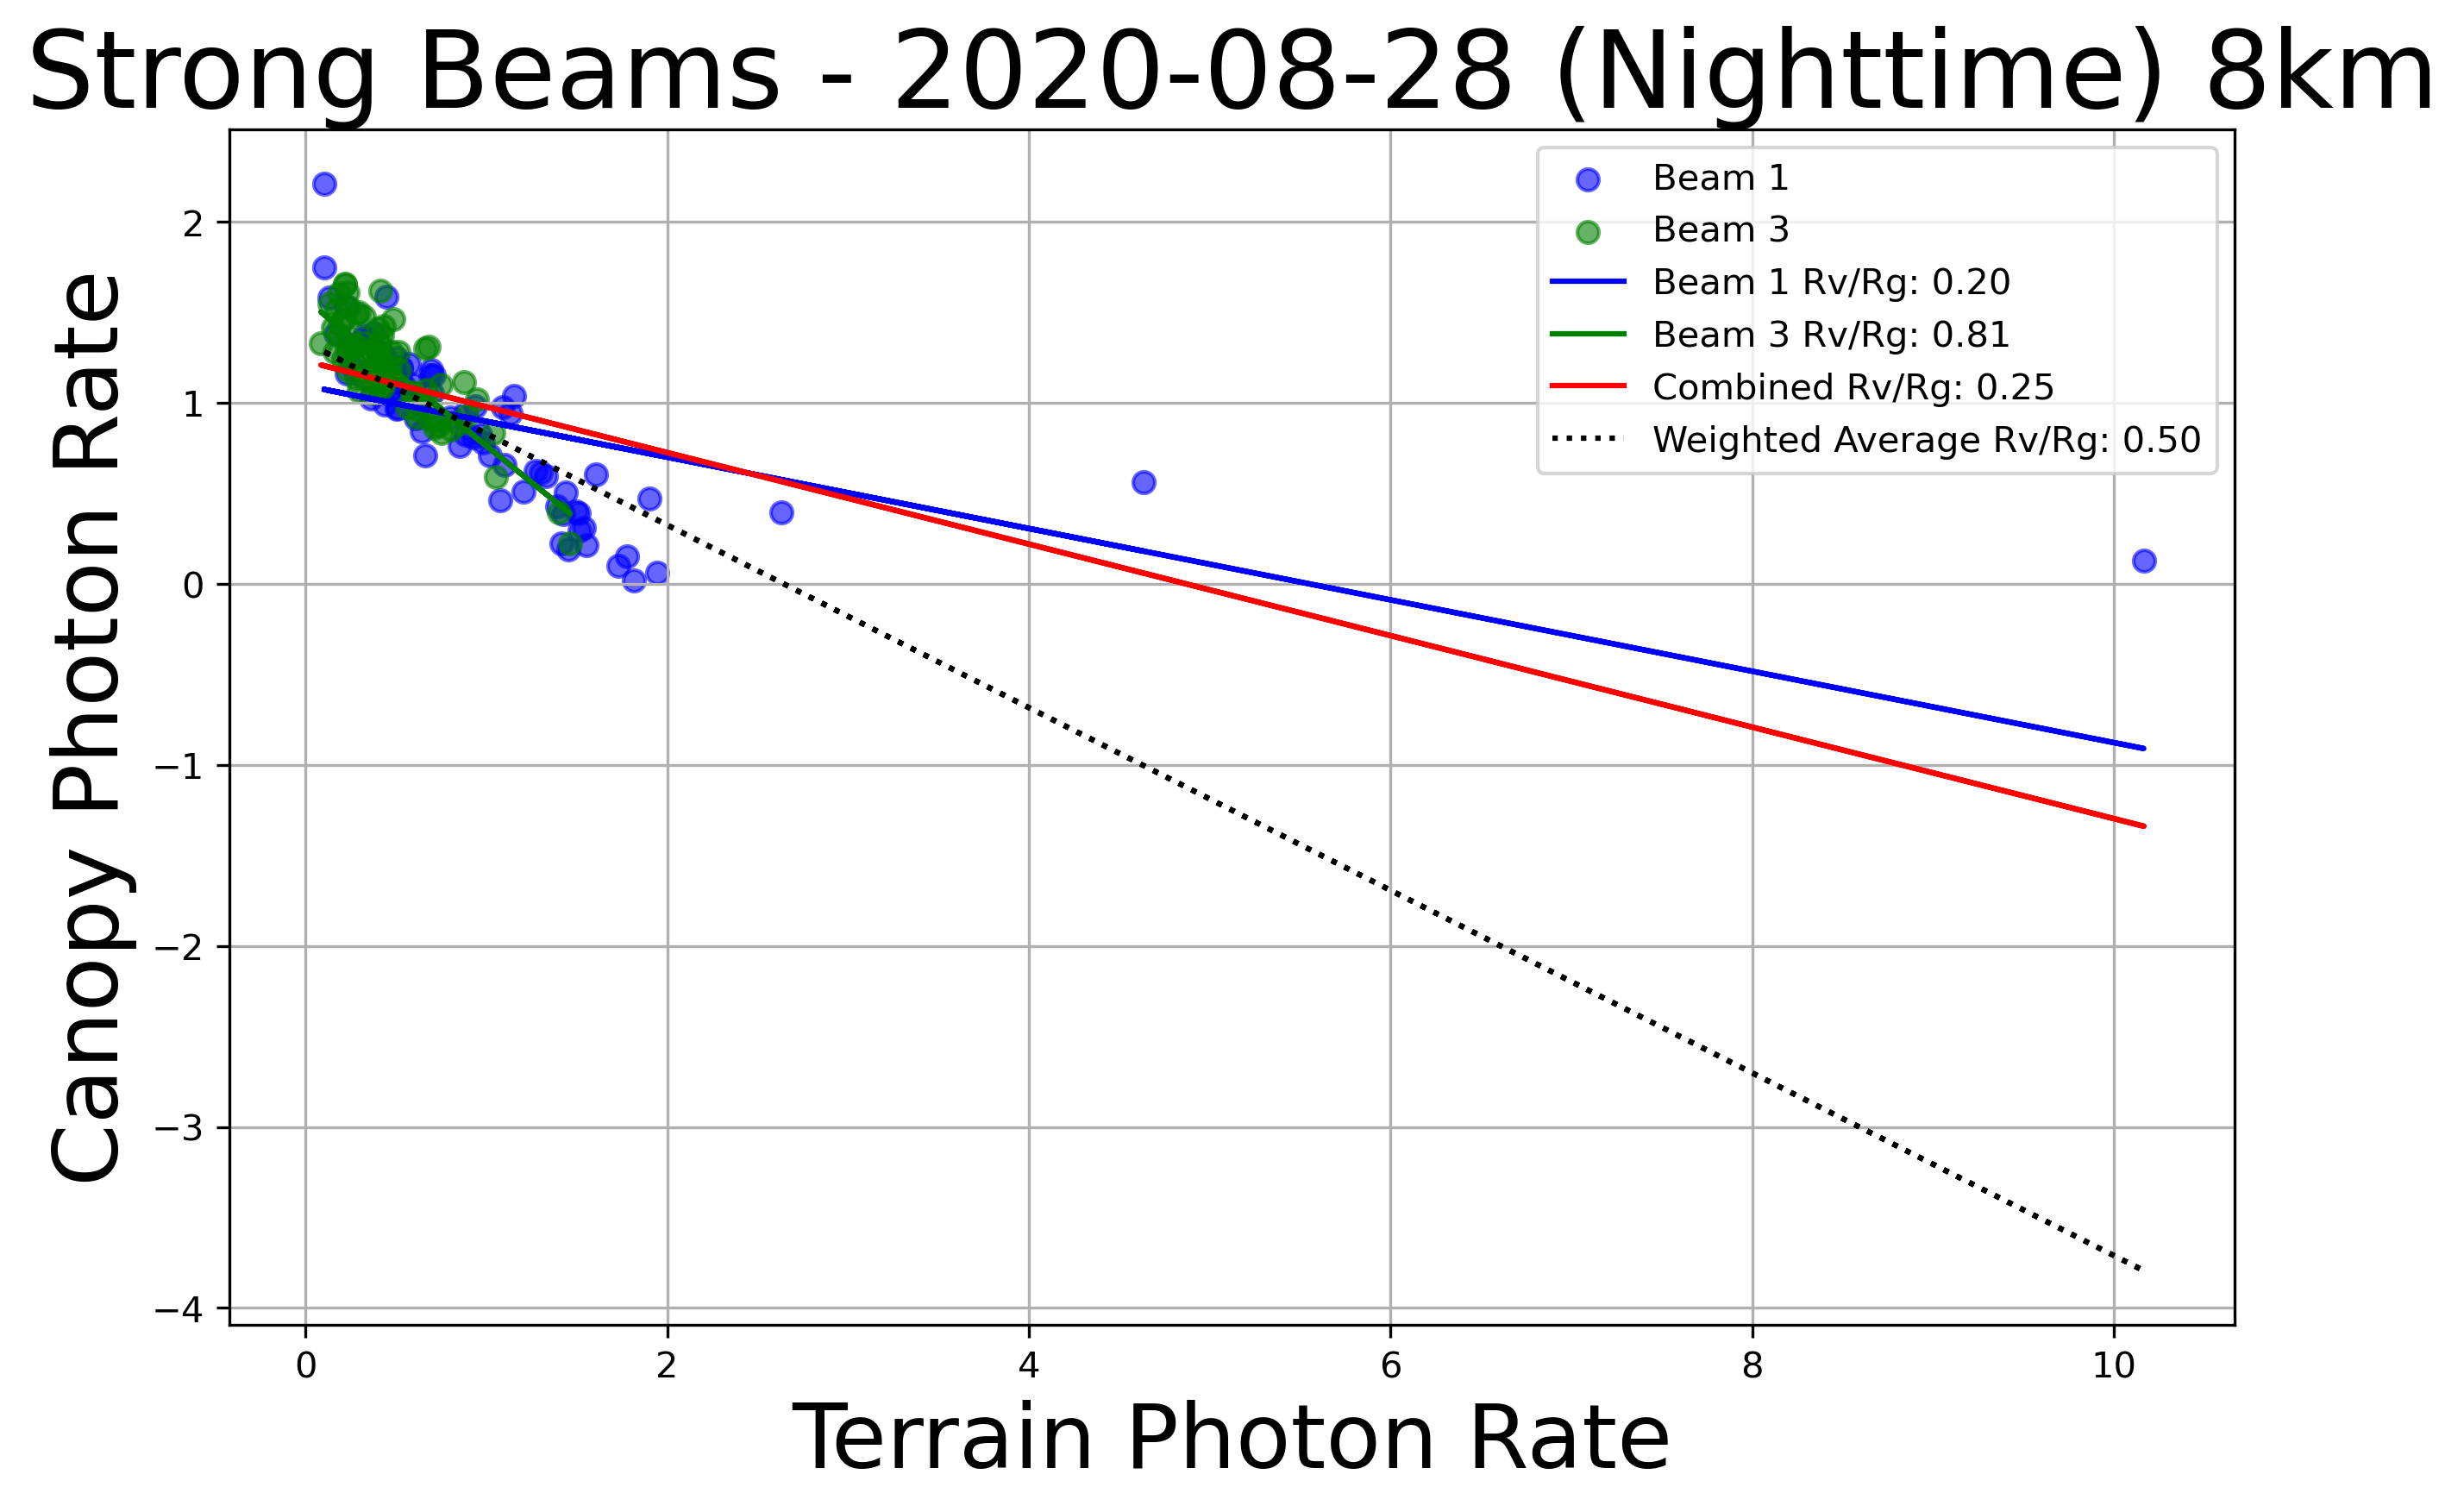 Strong Beams - 2020-08-28 (Nighttime) 8km
Beam 1
Beam 3
Beam 1 Rv/Rg: 0.20
Beam 3 Rv/Rg: 0.81
Combined Rv/Rg: 0.25
Weighted Average Rv/Rg: 0.50
Canopy Photon Rate
2
1
0
−1
−2
−3
−4
0 2 4 6 8 10
Terrain Photon Rate